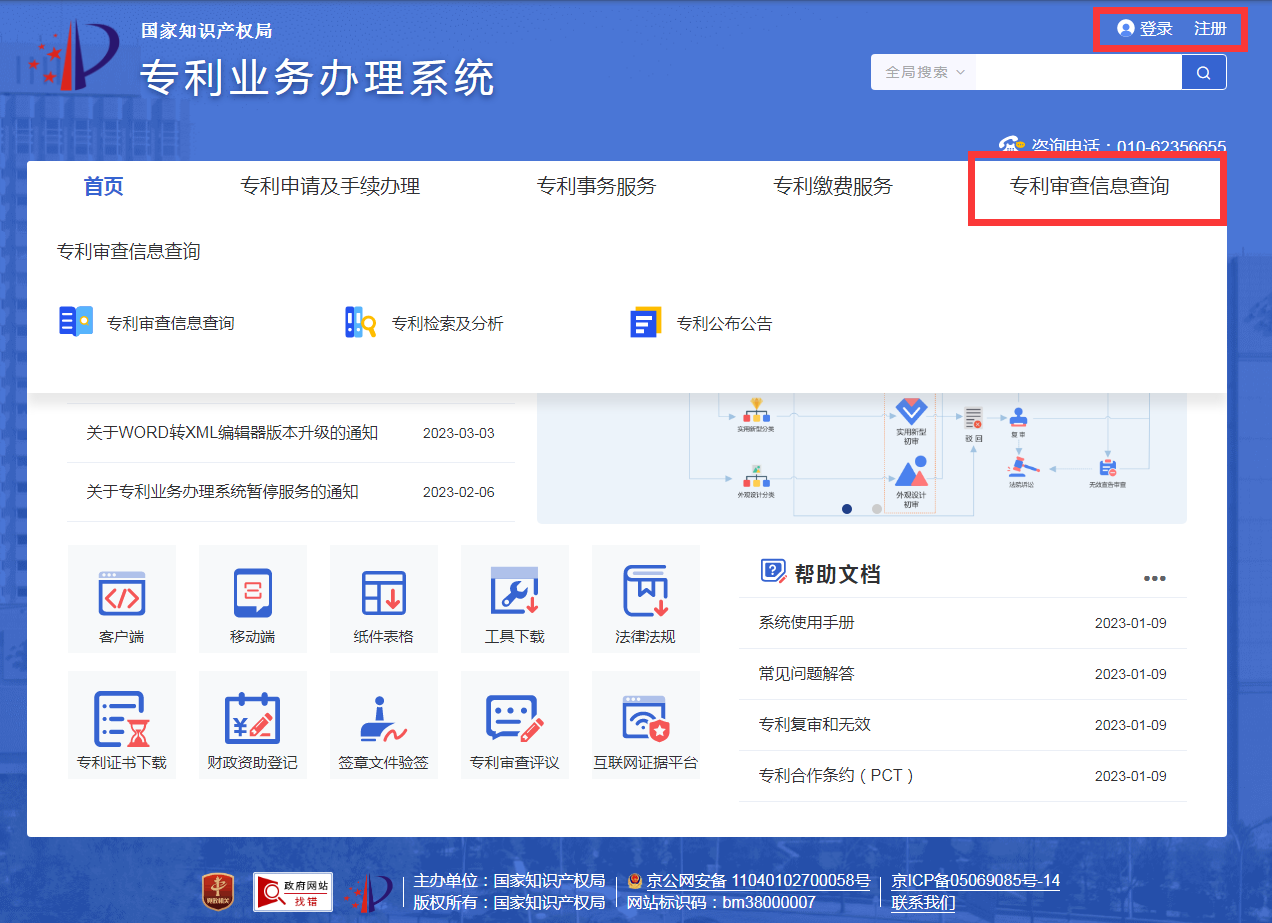 国家知识产权局
专利业务办理系统
登录 注册
全局搜索
咨询电话：010-62356655
首页 专利申请及手续办理 专利事务服务 专利缴费服务 专利审查信息查询
专利审查信息查询
专利审查信息查询 专利检索及分析 专利公布公告
关于WORD转XML编辑器版本升级的通知 2023-03-03
关于专利业务办理系统暂停服务的通知 2023-02-06
实用新型分类
实用新型
初审
驳回
复审
外观设计分类
外观设计
初审
法院诉讼
无效宣告审查
客户端 移动端 纸件表格 工具下载 法律法规
专利证书下载 财政资助登记 签章文件验签 专利审查评议 互联网证据平台
帮助文档
系统使用手册 2023-01-09
常见问题解答 2023-01-09
专利复审和无效 2023-01-09
专利合作条约（PCT） 2023-01-09
党政机关
政府网站
找错
主办单位：国家知识产权局
版权所有：国家知识产权局
京公网安备 11040102700058号
网站标识码：bm38000007
京ICP备05069085号-14
联系我们